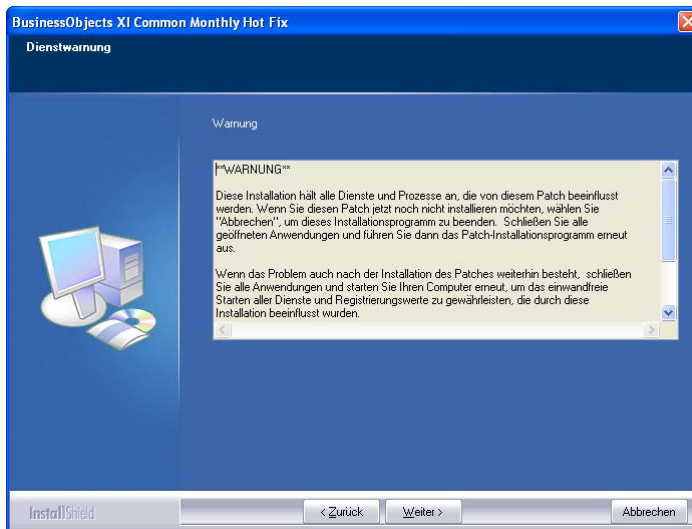 BusinessObjects XI Common Monthly Hot Fix
Dienstwarnung
Warnung
**WARNUNG**
Diese Installation hält alle Dienste und Prozesse an, die von diesem Patch beeinflusst
werden. Wenn Sie diesen Patch jetzt noch nicht installieren möchten, wählen Sie
"Abbrechen", um dieses Installationsprogramm zu beenden.  Schließen Sie alle
geöffneten Anwendungen und führen Sie dann das Patch-Installationsprogramm erneut
aus.
Wenn das Problem auch nach der Installation des Patches weiterhin besteht,  schließen
Sie alle Anwendungen und starten Sie Ihren Computer erneut, um das einwandfreie
Starten aller Dienste und Registrierungswerte zu gewährleisten, die durch diese
Installation beeinflusst wurden.
InstallShield
< Zurück
Weiter >
Abbrechen